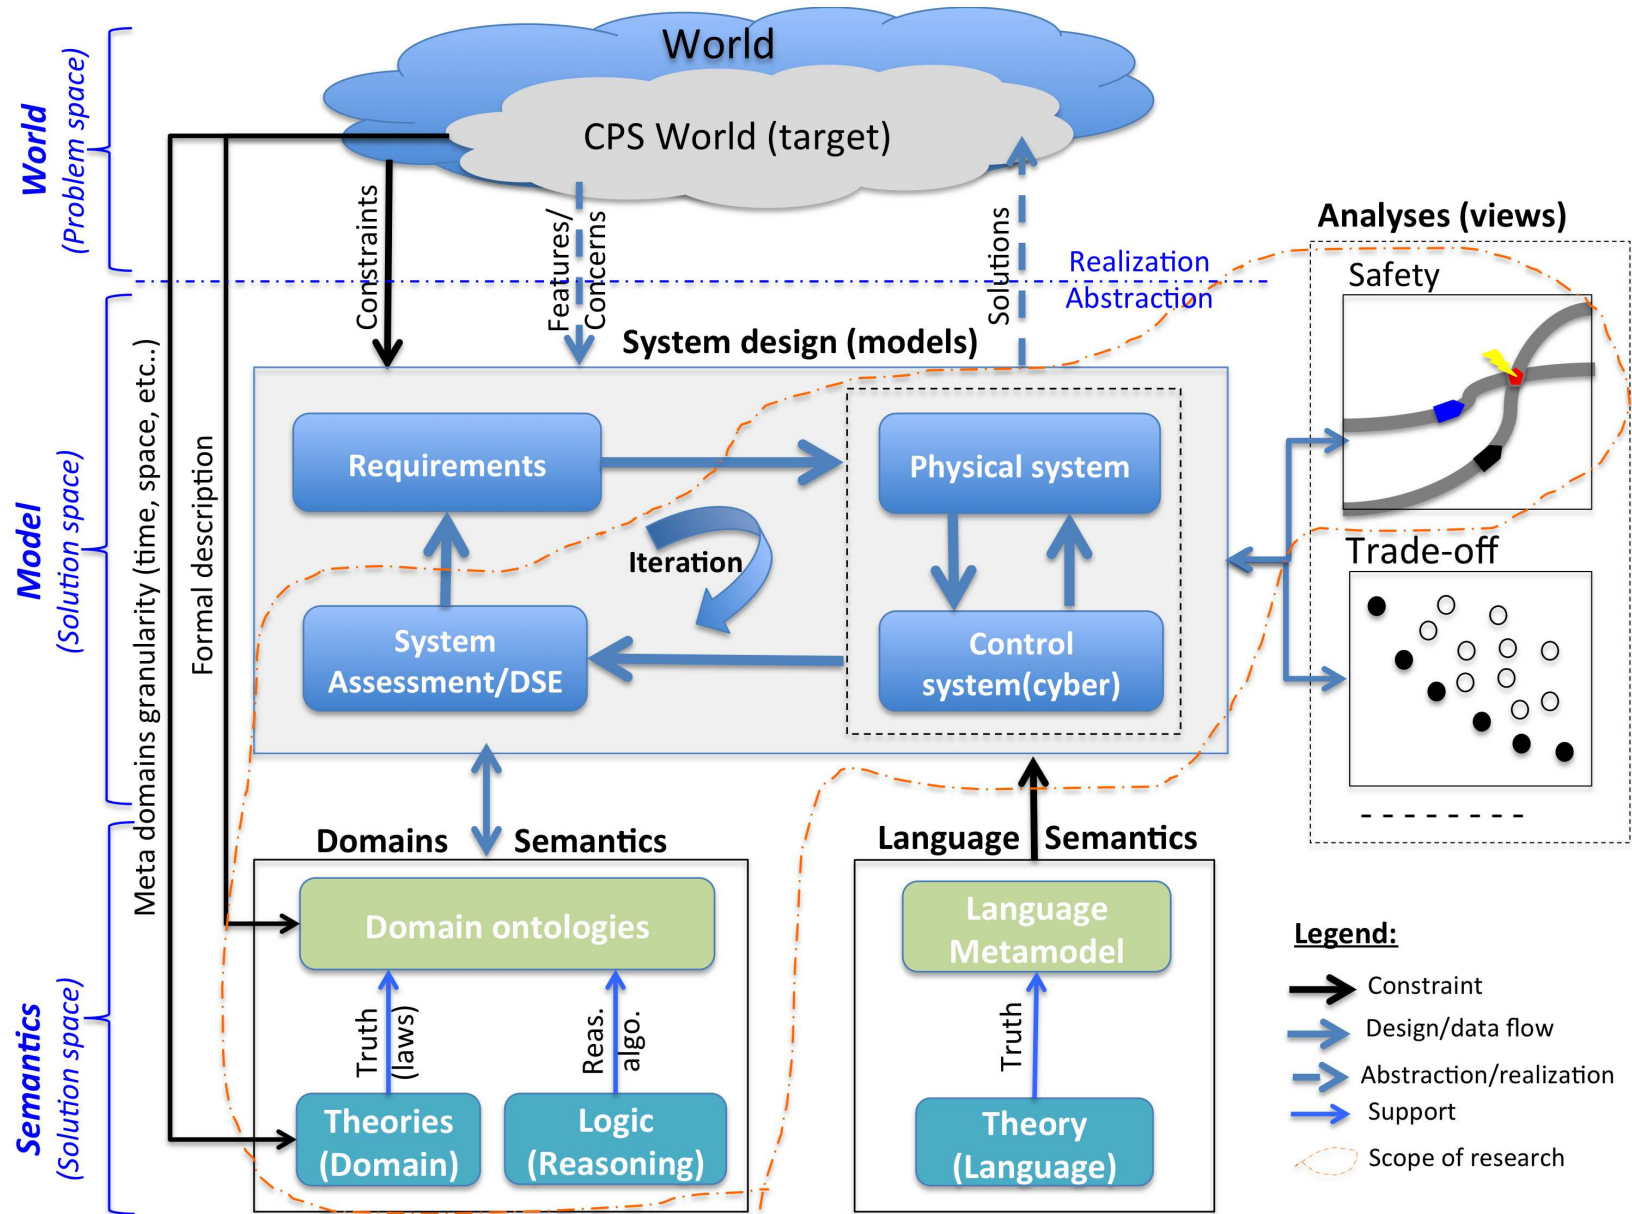 World
CPS World (target)
World
(Problem space)
Constraints
Features/
Concerns
Solutions
Realization
Abstraction
Analyses (views)
Safety
Trade-off
System design (models)
Model
(Solution space)
Meta domains granularity (time, space, etc..)
Formal description
Requirements
Physical system
Iteration
System
Assessment/DSE
Control
system(cyber)
Domains Semantics
Language Semantics
Semantics
(Solution space)
Domain ontologies
Language
Metamodel
Truth
(laws)
Reas.
algo.
Truth
Theories
(Domain)
Logic
(Reasoning)
Theory
(Language)
Legend:
Constraint
Design/data flow
Abstraction/realization
Support
Scope of research